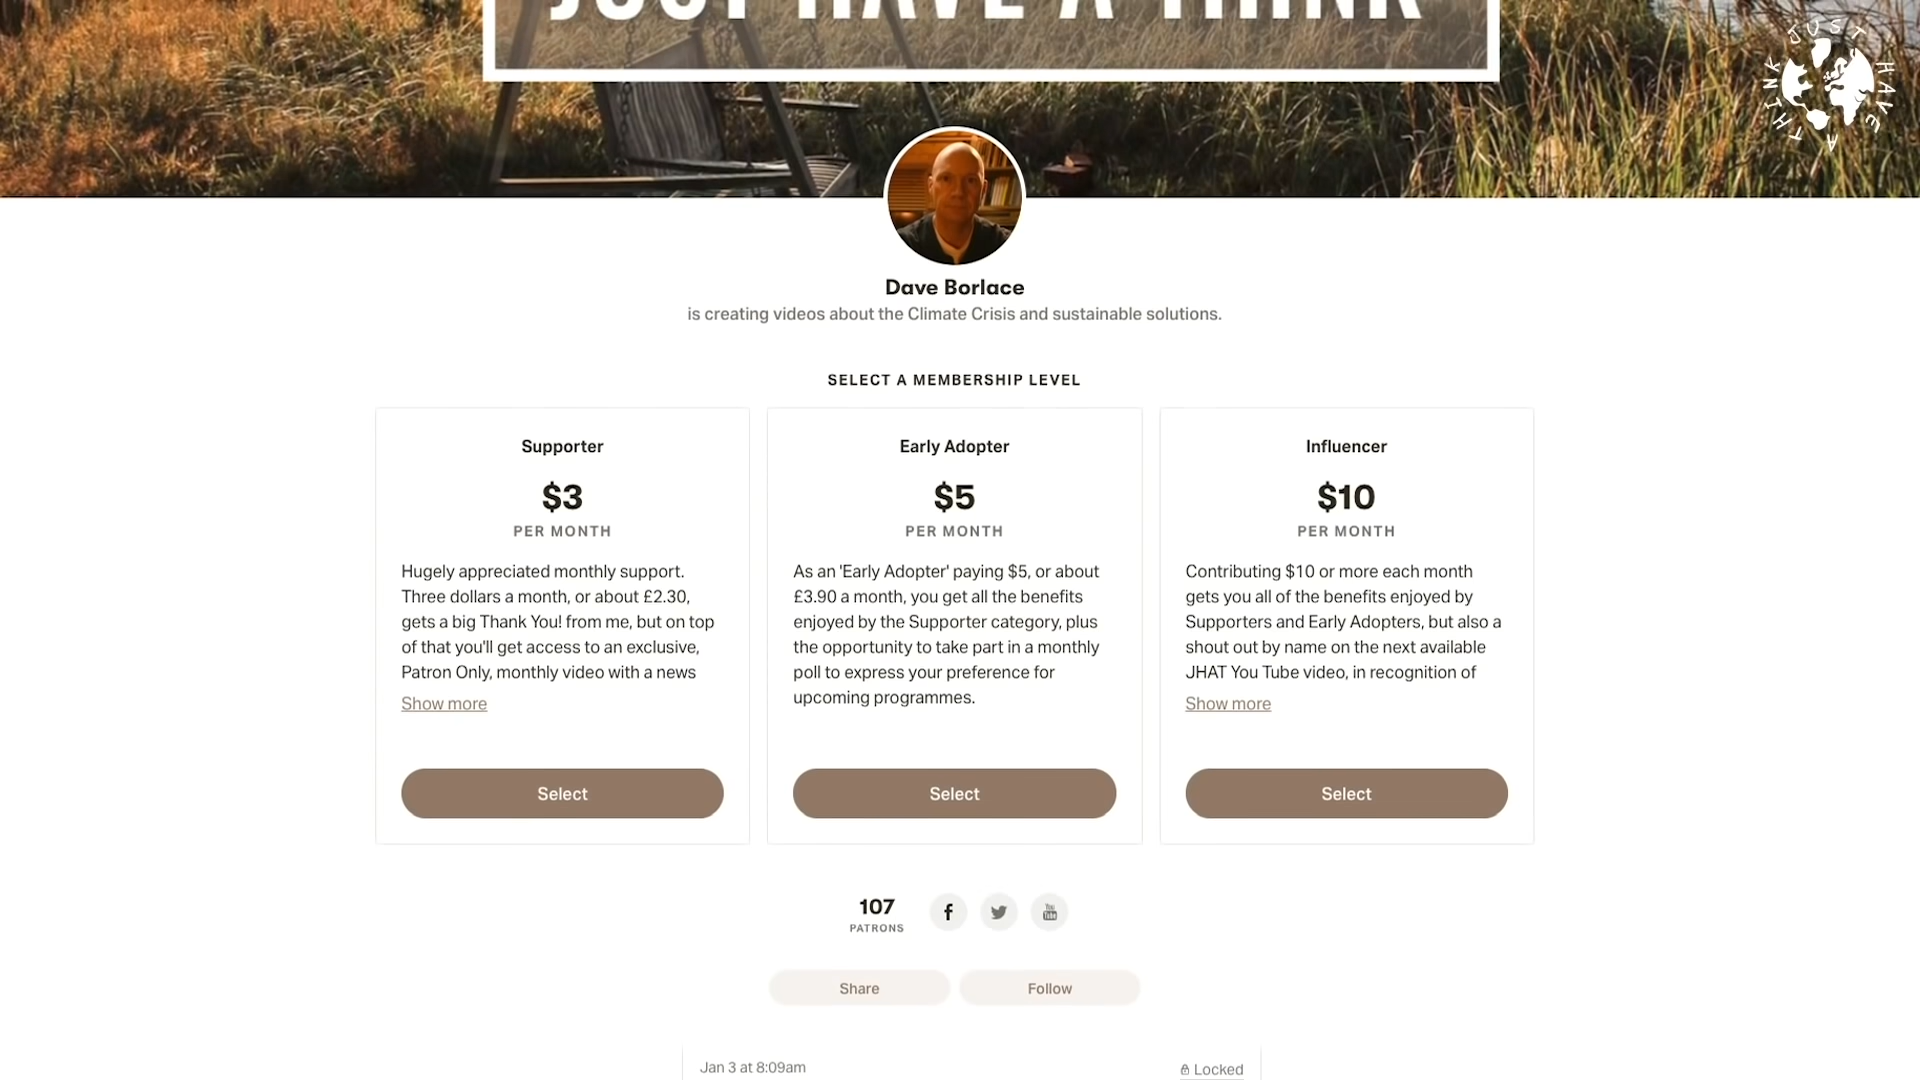 JUST HAVE A THINK
JUST HAVE A THINK
Dave Borlace
is creating videos about the Climate Crisis and sustainable solutions.
SELECT A MEMBERSHIP LEVEL
Supporter
$3
PER MONTH
Hugely appreciated monthly support.
Three dollars a month, or about £2.30,
gets a big Thank You! from me, but on top
of that you'll get access to an exclusive,
Patron Only, monthly video with a news
Show more
Select
Early Adopter
$5
PER MONTH
As an 'Early Adopter' paying $5, or about
£3.90 a month, you get all the benefits
enjoyed by the Supporter category, plus
the opportunity to take part in a monthly
poll to express your preference for
upcoming programmes.
Select
Influencer
$10
PER MONTH
Contributing $10 or more each month
gets you all of the benefits enjoyed by
Supporters and Early Adopters, but also a
shout out by name on the next available
JHAT You Tube video, in recognition of
Show more
Select
107
PATRONS
You
Tube
Share
Follow
Jan 3 at 8:09am
Locked